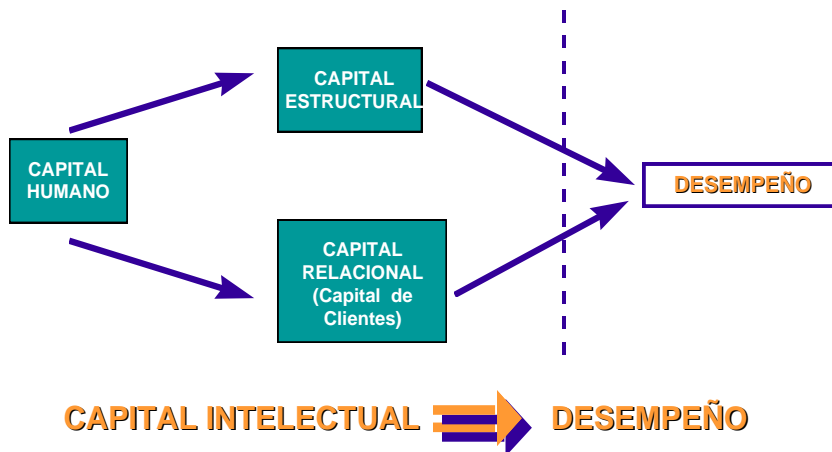 CAPITAL
ESTRUCTURAL
CAPITAL
HUMANO
DESEMPEÑO
CAPITAL
RELACIONAL
(Capital de
Clientes)
CAPITAL INTELECTUAL
DESEMPEÑO